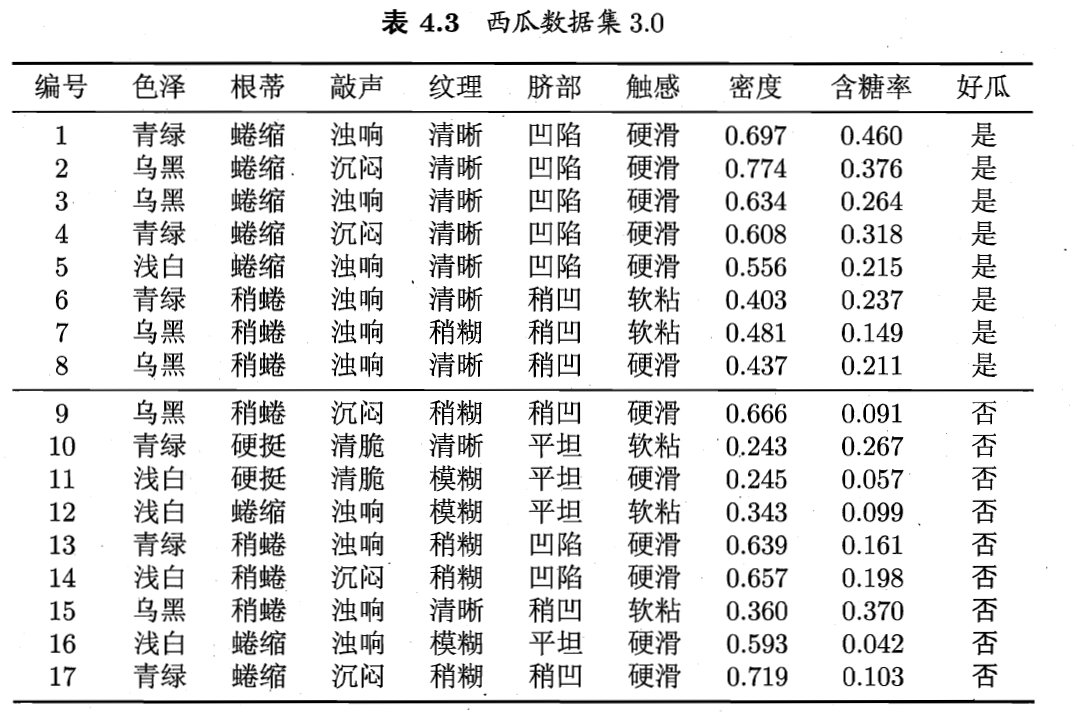 表 4.3 西瓜数据集 3.0
编号 色泽 根蒂 敲声 纹理 脐部 触感 密度 含糖率 好瓜
1 青绿 蜷缩 浊响 清晰 凹陷 硬滑 0.697 0.460 是
2 乌黑 蜷缩 沉闷 清晰 凹陷 硬滑 0.774 0.376 是
3 乌黑 蜷缩 浊响 清晰 凹陷 硬滑 0.634 0.264 是
4 青绿 蜷缩 沉闷 清晰 凹陷 硬滑 0.608 0.318 是
5 浅白 蜷缩 浊响 清晰 凹陷 硬滑 0.556 0.215 是
6 青绿 稍蜷 浊响 清晰 稍凹 软粘 0.403 0.237 是
7 乌黑 稍蜷 浊响 稍糊 稍凹 软粘 0.481 0.149 是
8 乌黑 稍蜷 浊响 清晰 稍凹 硬滑 0.437 0.211 是
9 乌黑 稍蜷 沉闷 稍糊 稍凹 硬滑 0.666 0.091 否
10 青绿 硬挺 清脆 清晰 平坦 软粘 0.243 0.267 否
11 浅白 硬挺 清脆 模糊 平坦 硬滑 0.245 0.057 否
12 浅白 蜷缩 浊响 模糊 平坦 软粘 0.343 0.099 否
13 青绿 稍蜷 浊响 稍糊 凹陷 硬滑 0.639 0.161 否
14 浅白 稍蜷 沉闷 稍糊 凹陷 硬滑 0.657 0.198 否
15 乌黑 稍蜷 浊响 清晰 稍凹 软粘 0.360 0.370 否
16 浅白 蜷缩 浊响 模糊 平坦 硬滑 0.593 0.042 否
17 青绿 蜷缩 沉闷 稍糊 稍凹 硬滑 0.719 0.103 否